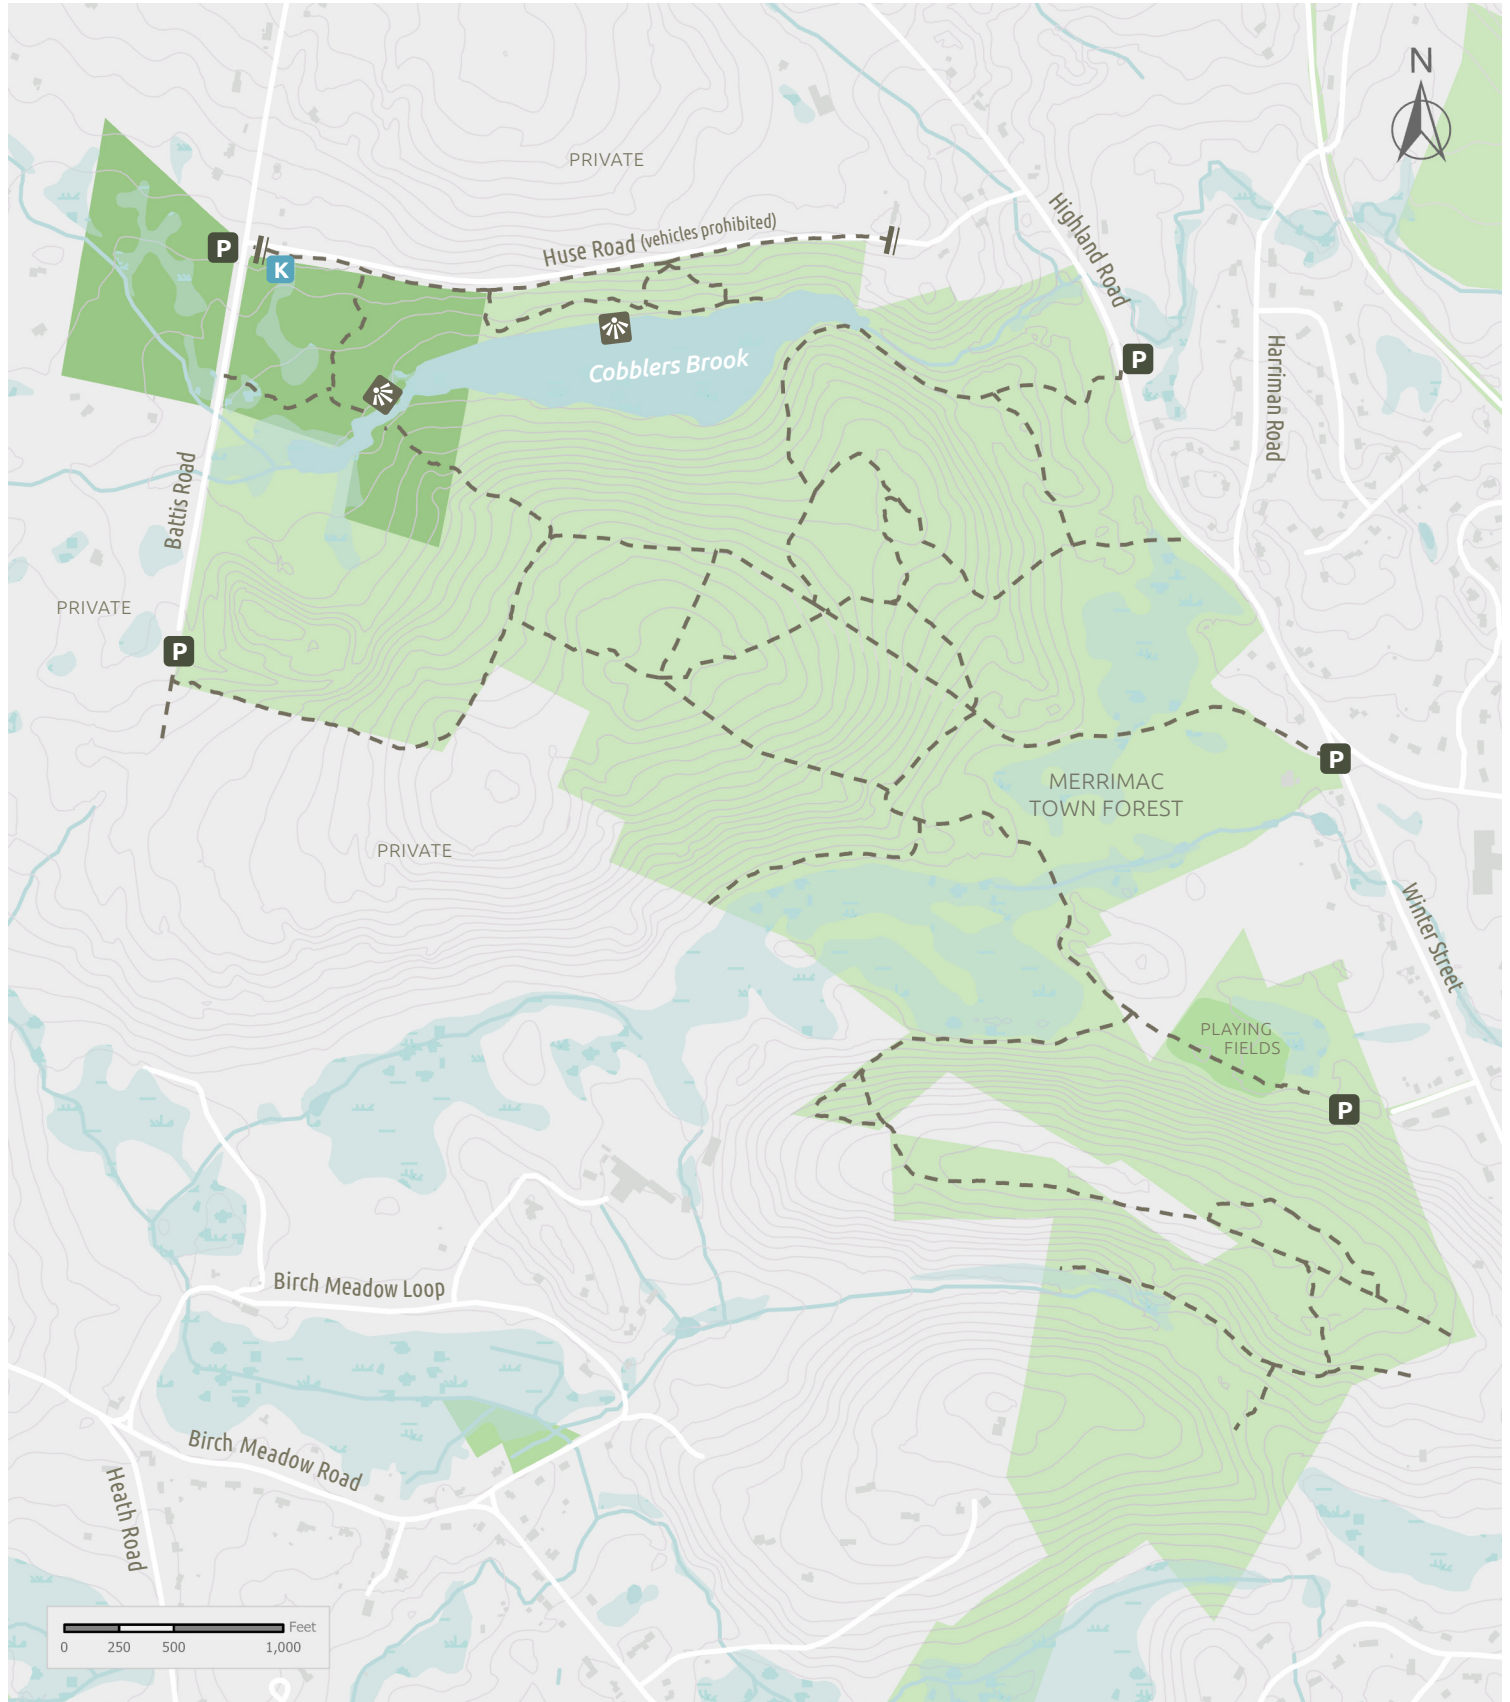 N
PRIVATE
Highland Road
Huse Road (vehicles prohibited)
P
K
P
Cobblers Brook
Harriman Road
Battis Road
PRIVATE
P
P
MERRIMAC
TOWN FOREST
PRIVATE
Winter Street
PLAYING
FIELDS
P
Birch Meadow Loop
Birch Meadow Road
Heath Road
Feet
0 250 500 1,000